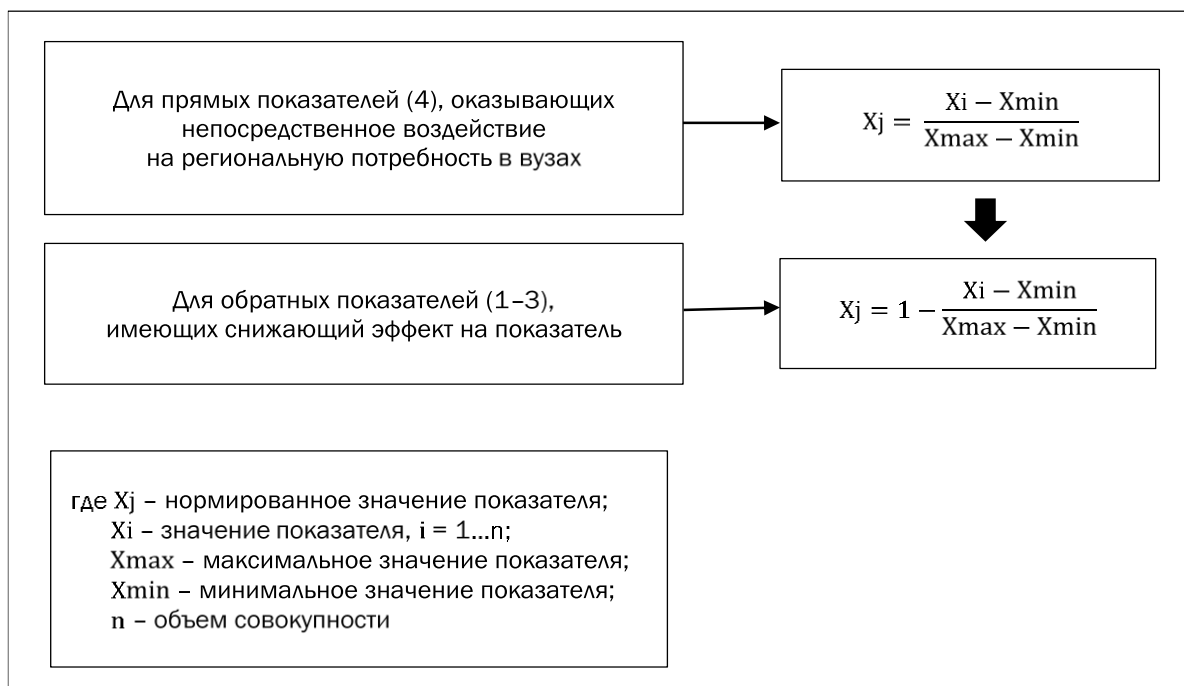 Для прямых показателей (4), оказывающих
непосредственное воздействие
на региональную потребность в вузах
Xj = (Xi − Xmin) / (Xmax − Xmin)
Для обратных показателей (1–3),
имеющих снижающий эффект на показатель
Xj = 1 − (Xi − Xmin) / (Xmax − Xmin)
где Xj – нормированное значение показателя;
Xi – значение показателя, i = 1...n;
Xmax – максимальное значение показателя;
Xmin – минимальное значение показателя;
n – объем совокупности